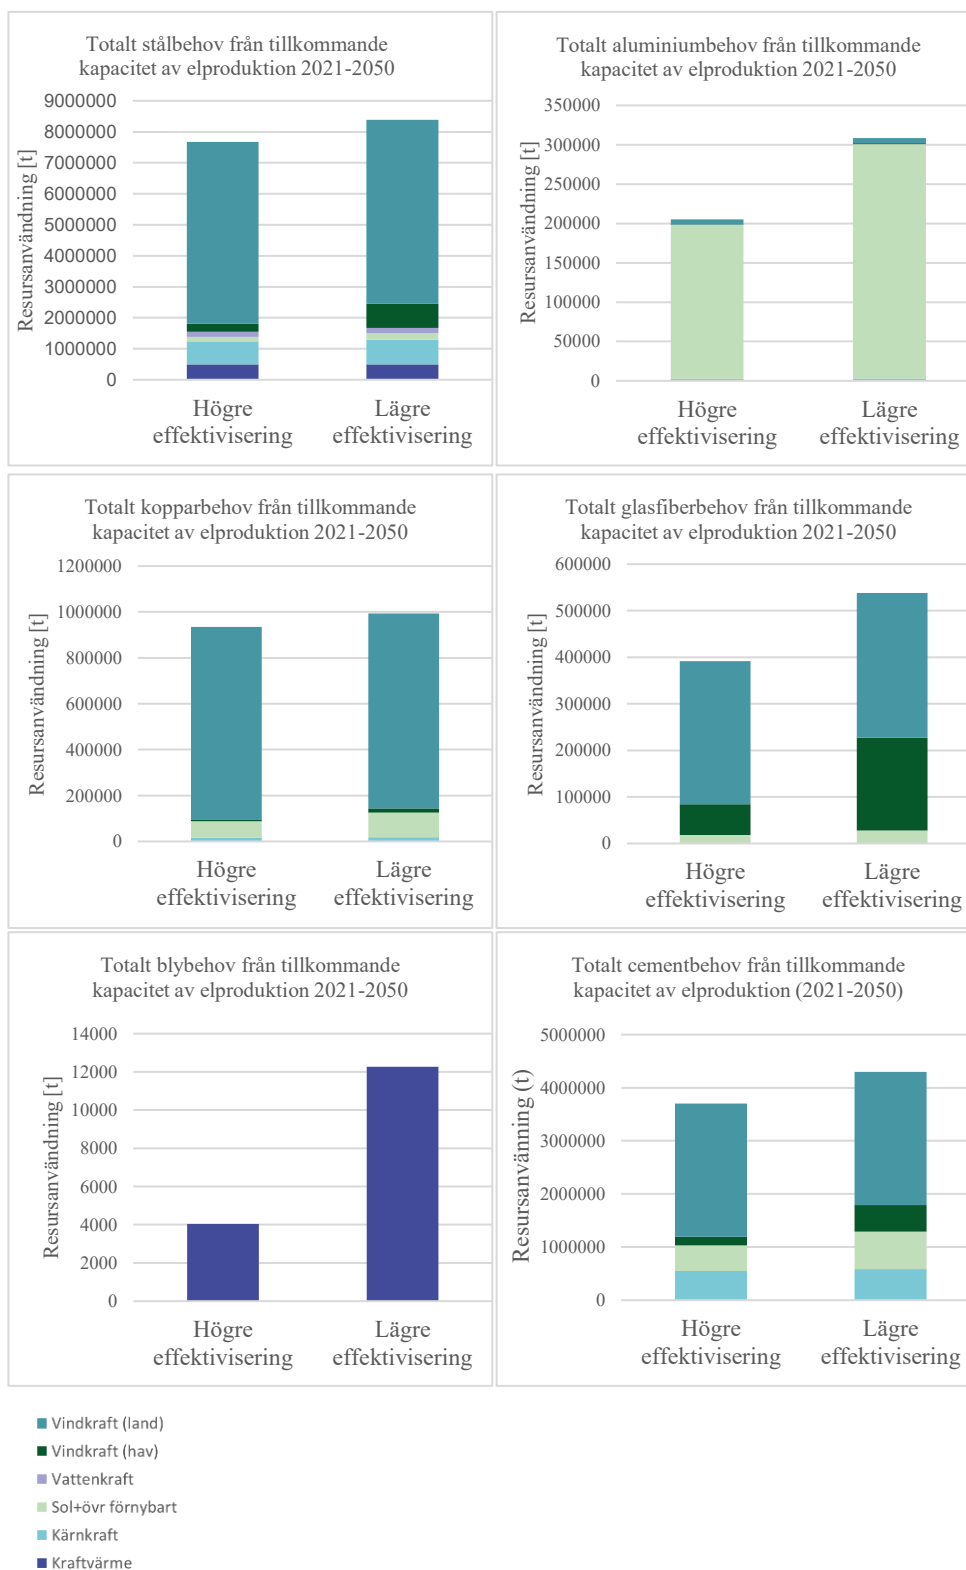 Totalt stålbehov från tillkommande
kapacitet av elproduktion 2021-2050
Resursanvändning [t]
9000000
8000000
7000000
6000000
5000000
4000000
3000000
2000000
1000000
0
Högre
effektivisering
Lägre
effektivisering
Totalt aluminiumbehov från tillkommande
kapacitet av elproduktion 2021-2050
Resursanvändning [t]
350000
300000
250000
200000
150000
100000
50000
0
Högre
effektivisering
Lägre
effektivisering
Totalt kopparbehov från tillkommande
kapacitet av elproduktion 2021-2050
Resursanvändning [t]
1200000
1000000
800000
600000
400000
200000
0
Högre
effektivisering
Lägre
effektivisering
Totalt glasfiberbehov från tillkommande
kapacitet av elproduktion 2021-2050
Resursanvändning [t]
600000
500000
400000
300000
200000
100000
0
Högre
effektivisering
Lägre
effektivisering
Totalt blybehov från tillkommande
kapacitet av elproduktion 2021-2050
Resursanvändning [t]
14000
12000
10000
8000
6000
4000
2000
0
Högre
effektivisering
Lägre
effektivisering
Totalt cementbehov från tillkommande
kapacitet av elproduktion (2021-2050)
Resursanvänning (t)
5000000
4000000
3000000
2000000
1000000
0
Högre
effektivisering
Lägre
effektivisering
Vindkraft (land)
Vindkraft (hav)
Vattenkraft
Sol+övr förnybart
Kärnkraft
Kraftvärme